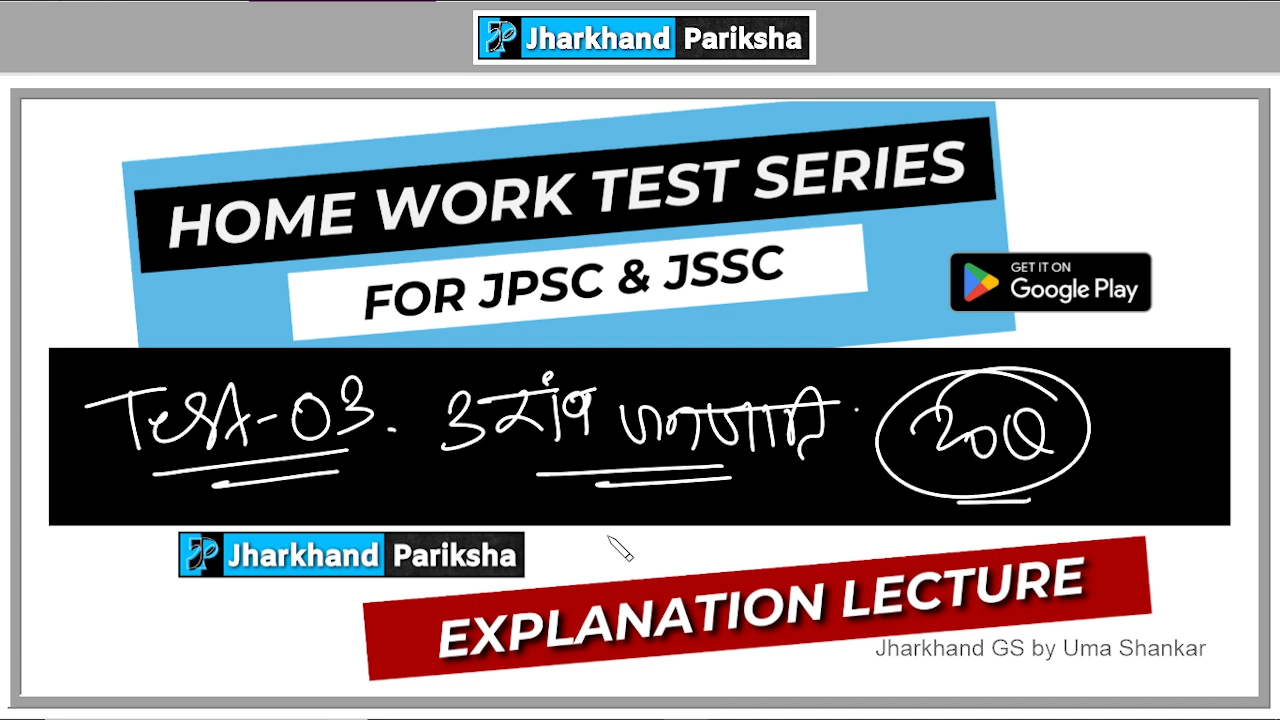 Jharkhand Pariksha
HOME WORK TEST SERIES
FOR JPSC & JSSC
GET IT ON
Google Play
TEST-03. उरांव जनजाति
Jharkhand Pariksha
EXPLANATION LECTURE
Jharkhand GS by Uma Shankar